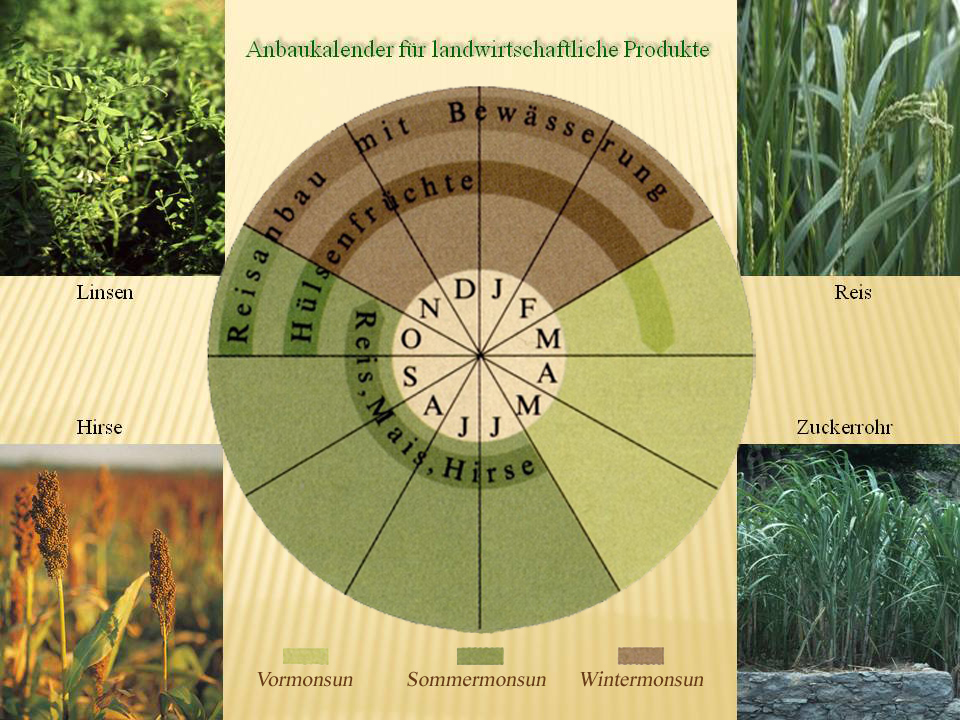 Anbaukalender für landwirtschaftliche Produkte
Reisanbau mit Bewässerung
Hülsenfrüchte
Reis, Mais, Hirse
J
F
M
A
M
J
J
A
S
O
N
D
Linsen
Reis
Hirse
Zuckerrohr
Vormonsun
Sommermonsun
Wintermonsun